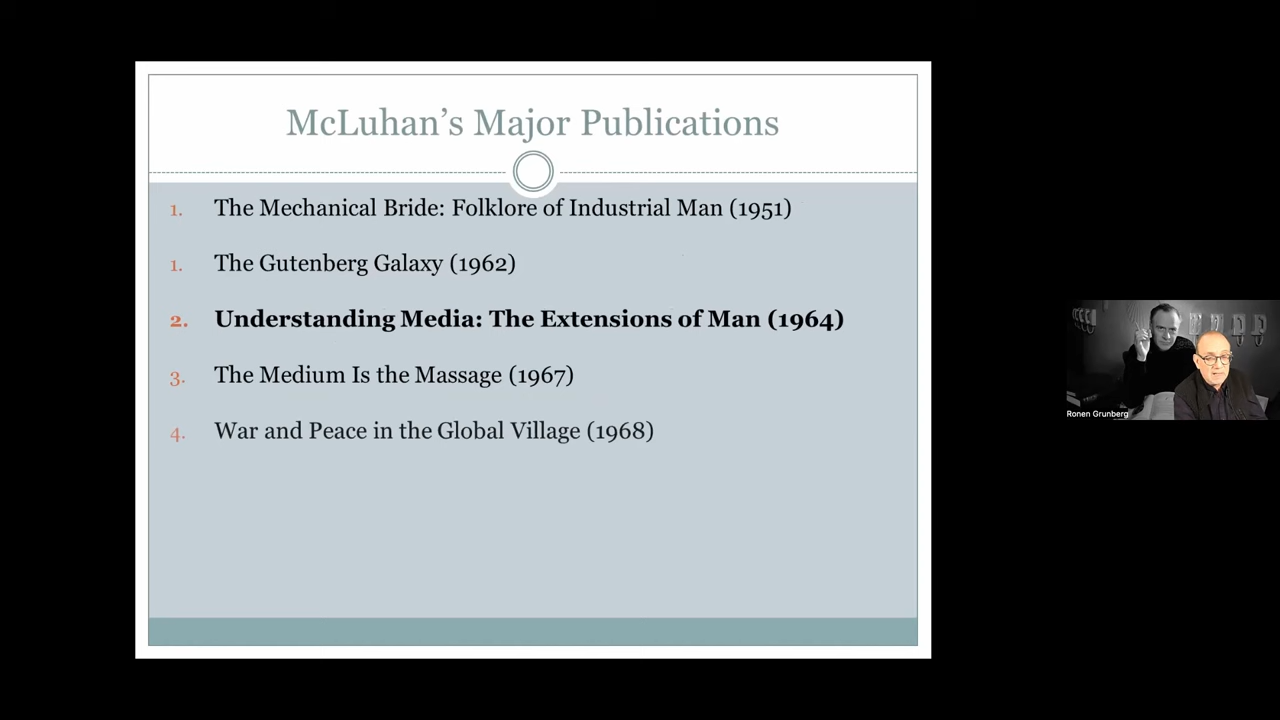 McLuhan's Major Publications
1. The Mechanical Bride: Folklore of Industrial Man (1951)
1. The Gutenberg Galaxy (1962)
2. Understanding Media: The Extensions of Man (1964)
3. The Medium Is the Massage (1967)
4. War and Peace in the Global Village (1968)
Ronen Grunberg